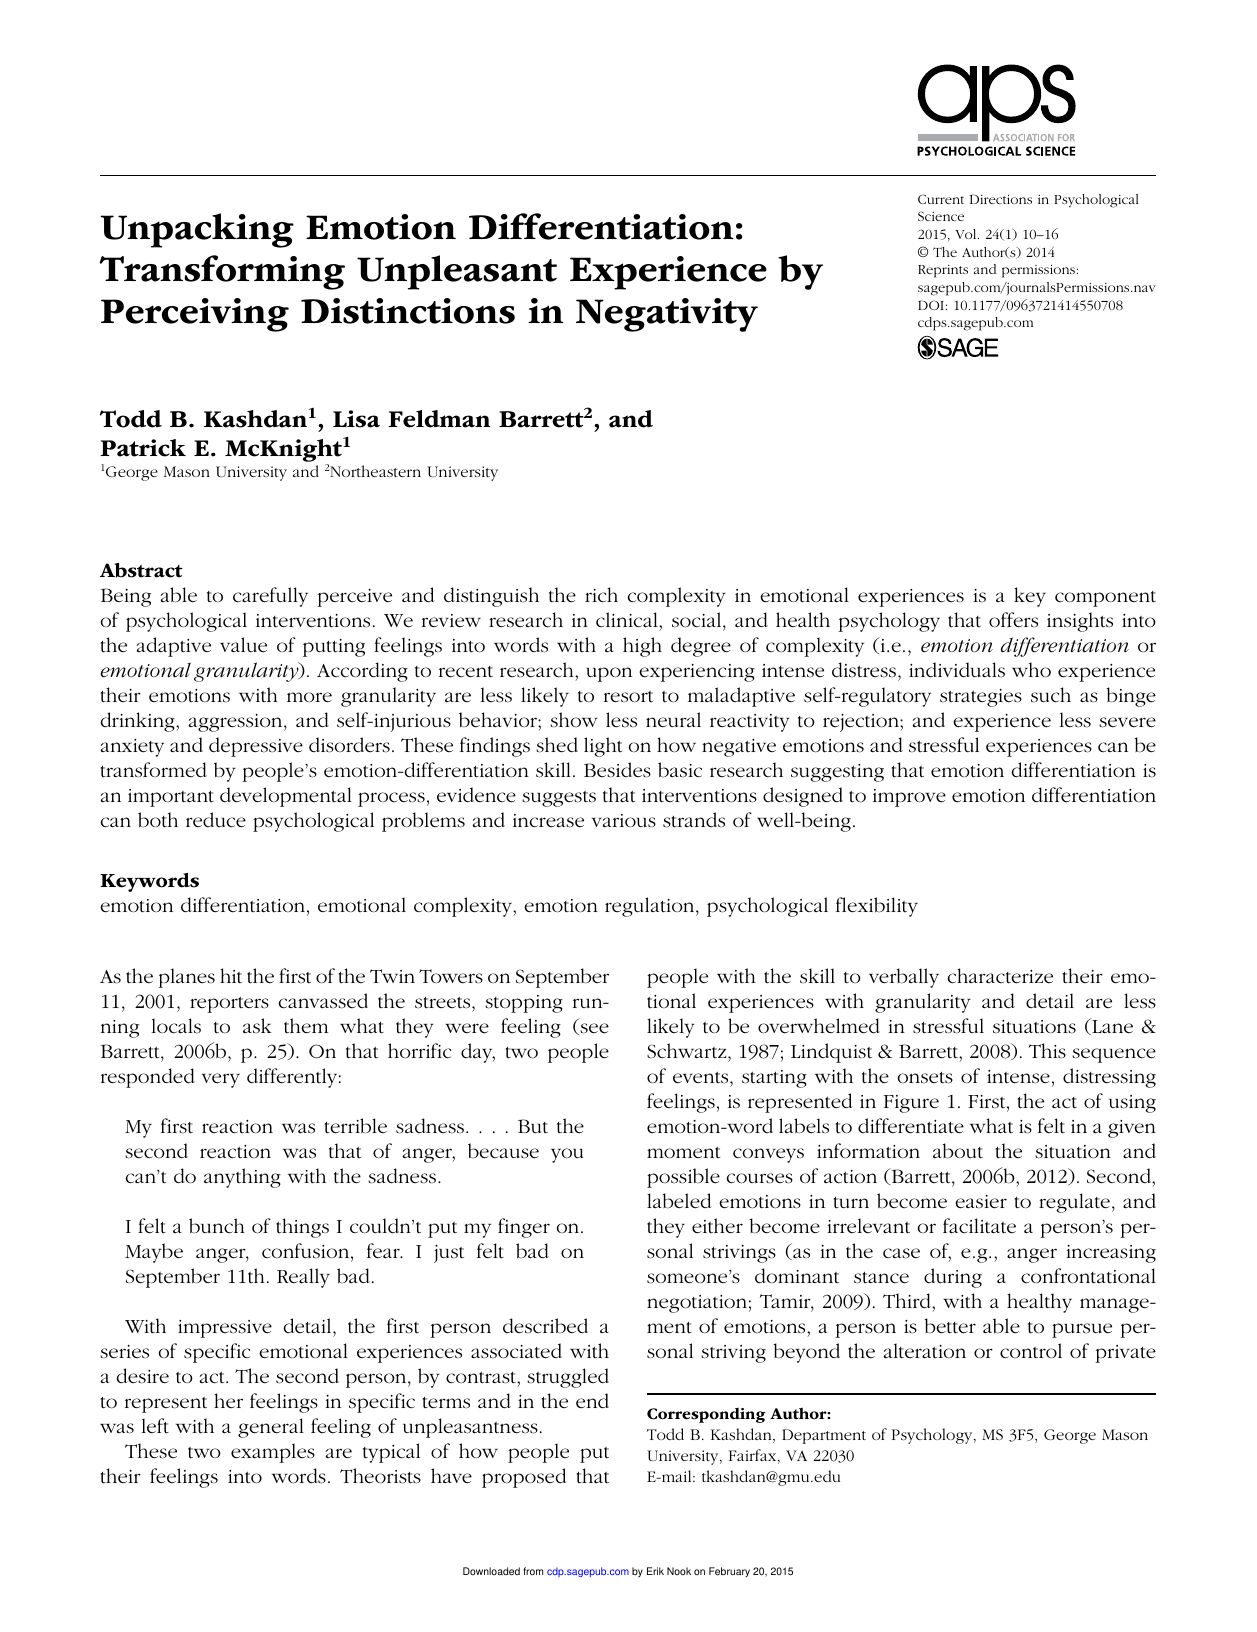 aps
ASSOCIATION FOR
PSYCHOLOGICAL SCIENCE
Current Directions in Psychological
Science
2015, Vol. 24(1) 10–16
© The Author(s) 2014
Reprints and permissions:
sagepub.com/journalsPermissions.nav
DOI: 10.1177/0963721414550708
cdps.sagepub.com
SAGE
Unpacking Emotion Differentiation:
Transforming Unpleasant Experience by
Perceiving Distinctions in Negativity
Todd B. Kashdan1, Lisa Feldman Barrett2, and
Patrick E. McKnight1
1George Mason University and 2Northeastern University
Abstract
Being able to carefully perceive and distinguish the rich complexity in emotional experiences is a key component
of psychological interventions. We review research in clinical, social, and health psychology that offers insights into
the adaptive value of putting feelings into words with a high degree of complexity (i.e., emotion differentiation or
emotional granularity). According to recent research, upon experiencing intense distress, individuals who experience
their emotions with more granularity are less likely to resort to maladaptive self-regulatory strategies such as binge
drinking, aggression, and self-injurious behavior; show less neural reactivity to rejection; and experience less severe
anxiety and depressive disorders. These findings shed light on how negative emotions and stressful experiences can be
transformed by people's emotion-differentiation skill. Besides basic research suggesting that emotion differentiation is
an important developmental process, evidence suggests that interventions designed to improve emotion differentiation
can both reduce psychological problems and increase various strands of well-being.
Keywords
emotion differentiation, emotional complexity, emotion regulation, psychological flexibility
As the planes hit the first of the Twin Towers on September
11, 2001, reporters canvassed the streets, stopping run-
ning locals to ask them what they were feeling (see
Barrett, 2006b, p. 25). On that horrific day, two people
responded very differently:
My first reaction was terrible sadness. . . . But the
second reaction was that of anger, because you
can't do anything with the sadness.
I felt a bunch of things I couldn't put my finger on.
Maybe anger, confusion, fear. I just felt bad on
September 11th. Really bad.
With impressive detail, the first person described a
series of specific emotional experiences associated with
a desire to act. The second person, by contrast, struggled
to represent her feelings in specific terms and in the end
was left with a general feeling of unpleasantness.
These two examples are typical of how people put
their feelings into words. Theorists have proposed that
people with the skill to verbally characterize their emo-
tional experiences with granularity and detail are less
likely to be overwhelmed in stressful situations (Lane &
Schwartz, 1987; Lindquist & Barrett, 2008). This sequence
of events, starting with the onsets of intense, distressing
feelings, is represented in Figure 1. First, the act of using
emotion-word labels to differentiate what is felt in a given
moment conveys information about the situation and
possible courses of action (Barrett, 2006b, 2012). Second,
labeled emotions in turn become easier to regulate, and
they either become irrelevant or facilitate a person's per-
sonal strivings (as in the case of, e.g., anger increasing
someone's dominant stance during a confrontational
negotiation; Tamir, 2009). Third, with a healthy manage-
ment of emotions, a person is better able to pursue per-
sonal striving beyond the alteration or control of private
Corresponding Author:
Todd B. Kashdan, Department of Psychology, MS 3F5, George Mason
University, Fairfax, VA 22030
E-mail: tkashdan@gmu.edu
Downloaded from cdp.sagepub.com by Erik Nook on February 20, 2015